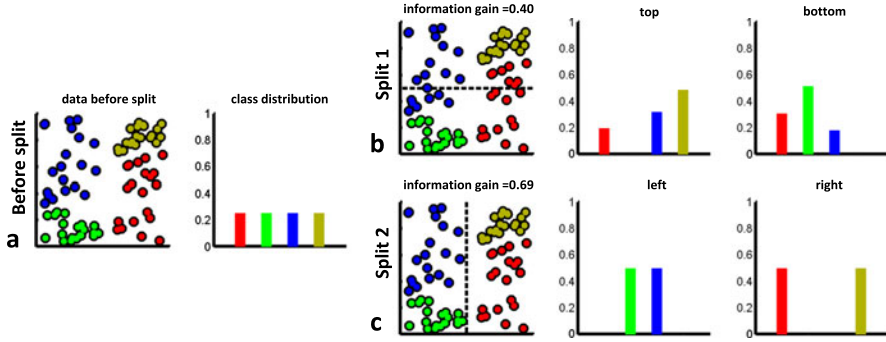 Before split
a
data before split
class distribution
1
0.8
0.6
0.4
0.2
0
Split 1
b
information gain =0.40
top
1
0.8
0.6
0.4
0.2
0
bottom
1
0.8
0.6
0.4
0.2
0
Split 2
c
information gain =0.69
left
1
0.8
0.6
0.4
0.2
0
right
1
0.8
0.6
0.4
0.2
0